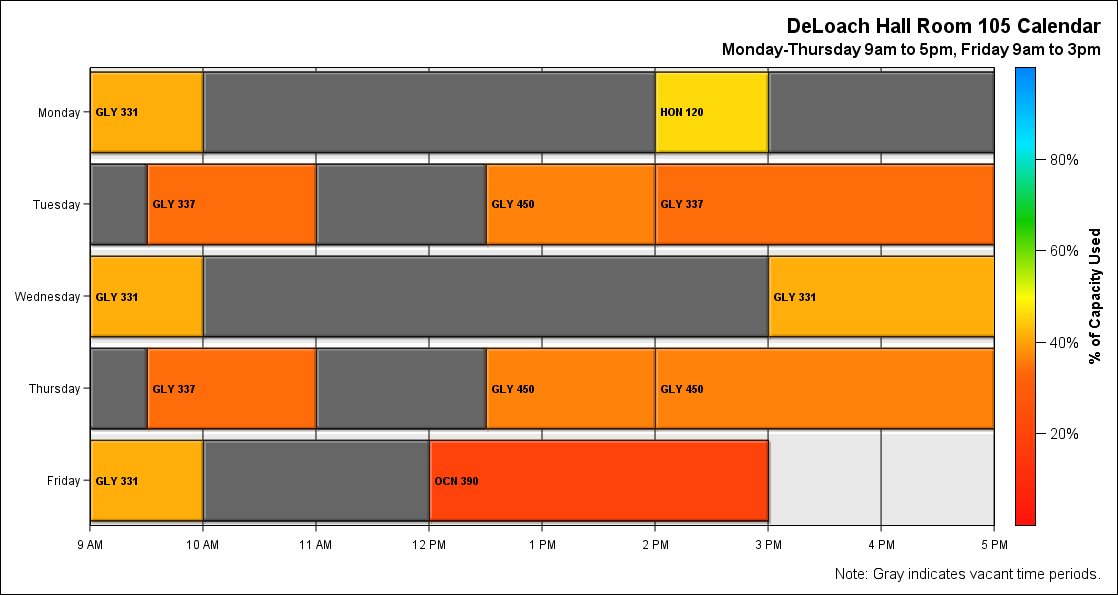 DeLoach Hall Room 105 Calendar
Monday-Thursday 9am to 5pm, Friday 9am to 3pm
Monday
GLY 331
HON 120
Tuesday
GLY 337
GLY 450
GLY 337
Wednesday
GLY 331
GLY 331
Thursday
GLY 337
GLY 450
GLY 450
Friday
GLY 331
OCN 390
9 AM
10 AM
11 AM
12 PM
1 PM
2 PM
3 PM
4 PM
5 PM
80%
60%
40%
20%
% of Capacity Used
Note: Gray indicates vacant time periods.